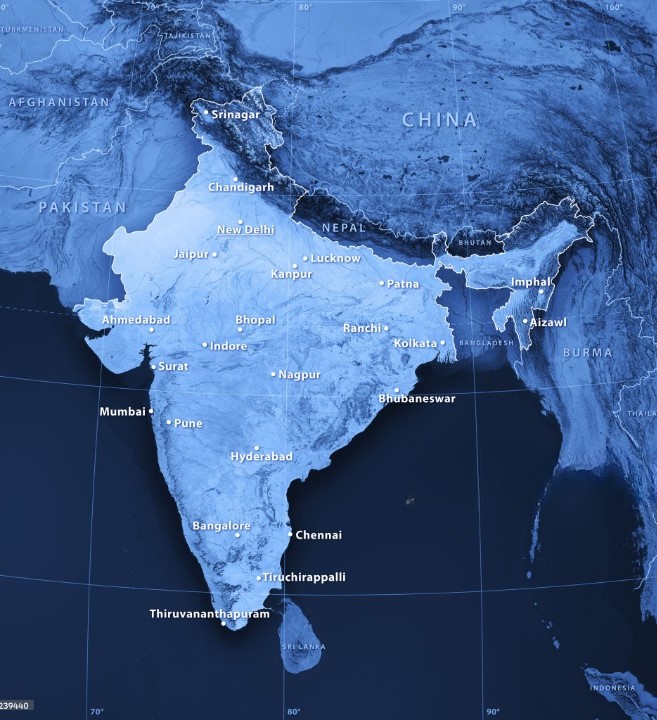 80°
90°
100°
TURKMENISTAN
70°
TAJIKISTAN
AFGHANISTAN
Srinagar
CHINA
Chandigarh
PAKISTAN
New Delhi
NEPAL
BHUTAN
Jaipur
Lucknow
Kanpur
Patna
Imphal
Ahmedabad
Bhopal
Ranchi
Aizawl
Indore
Kolkata
BANGLADESH
BURMA
Surat
Nagpur
Bhubaneswar
Mumbai
Pune
THAILA
Hyderabad
Bangalore
Chennai
Tiruchirappalli
Thiruvananthapuram
SRI LANKA
INDONESIA
239440
70°
80°
90°